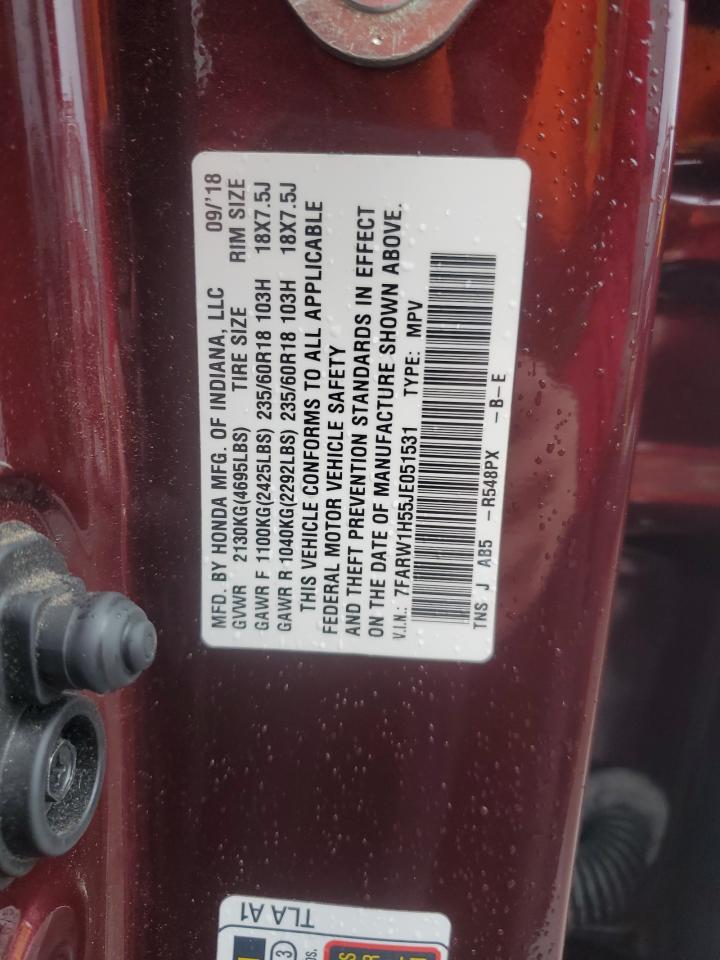 MFD. BY HONDA MFG. OF INDIANA, LLC 09/'18
GVWR 2130KG(4695LBS) TIRE SIZE RIM SIZE
GAWR F 1100KG(2425LBS) 235/60R18 103H 18X7.5J
GAWR R 1040KG(2292LBS) 235/60R18 103H 18X7.5J
THIS VEHICLE CONFORMS TO ALL APPLICABLE
FEDERAL MOTOR VEHICLE SAFETY
AND THEFT PREVENTION STANDARDS IN EFFECT
ON THE DATE OF MANUFACTURE SHOWN ABOVE.
V.I.N.: 7FARW1H55JE051531 TYPE: MPV
TNS J AB5 -R548PX -B-E
TLA A1
3